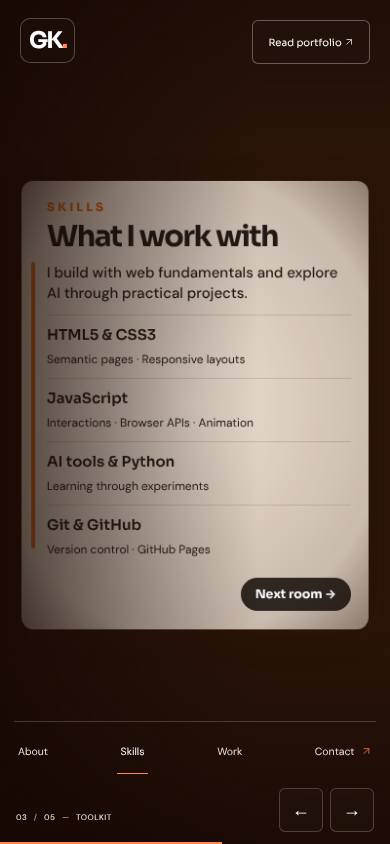 GK.
Read portfolio ↗
SKILLS
What I work with
I build with web fundamentals and explore
AI through practical projects.
HTML5 & CSS3
Semantic pages · Responsive layouts
JavaScript
Interactions · Browser APIs · Animation
AI tools & Python
Learning through experiments
Git & GitHub
Version control · GitHub Pages
Next room →
About Skills Work Contact ↗
03 / 05 — TOOLKIT
← →